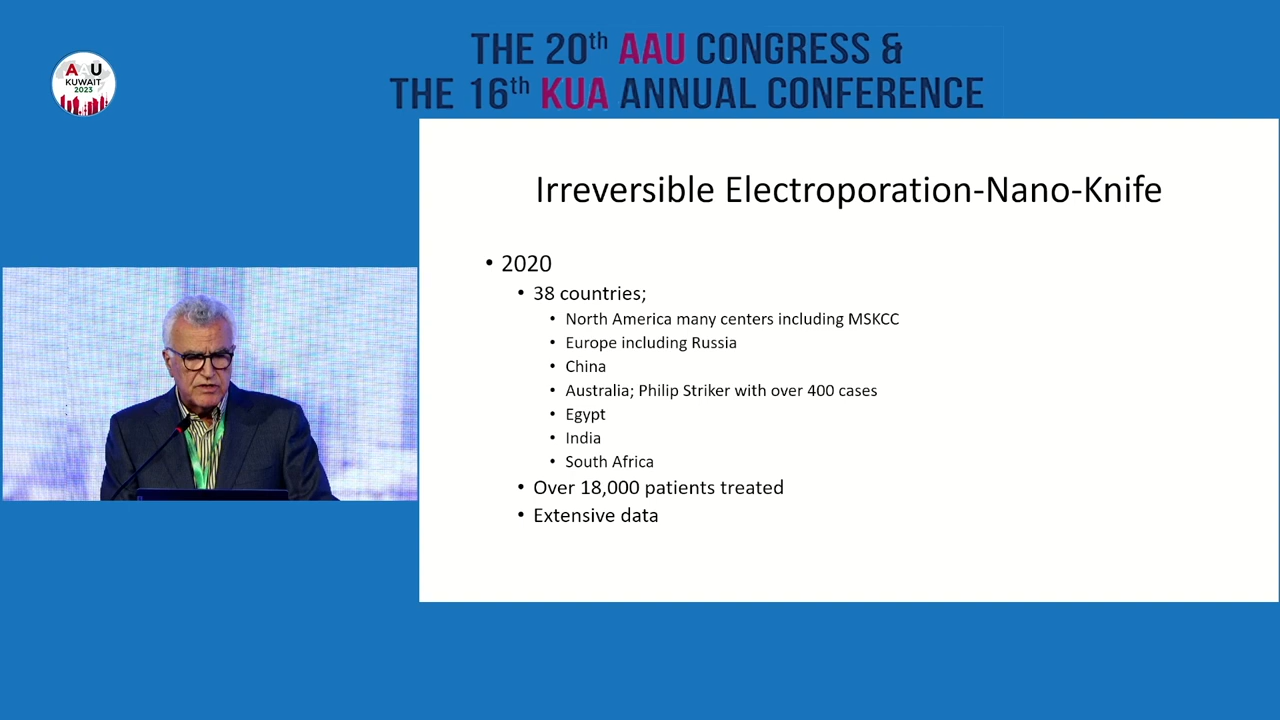 THE 20th AAU CONGRESS &
THE 16th KUA ANNUAL CONFERENCE
AAU
KUWAIT
2023
Irreversible Electroporation-Nano-Knife
• 2020
• 38 countries;
• North America many centers including MSKCC
• Europe including Russia
• China
• Australia; Philip Striker with over 400 cases
• Egypt
• India
• South Africa
• Over 18,000 patients treated
• Extensive data